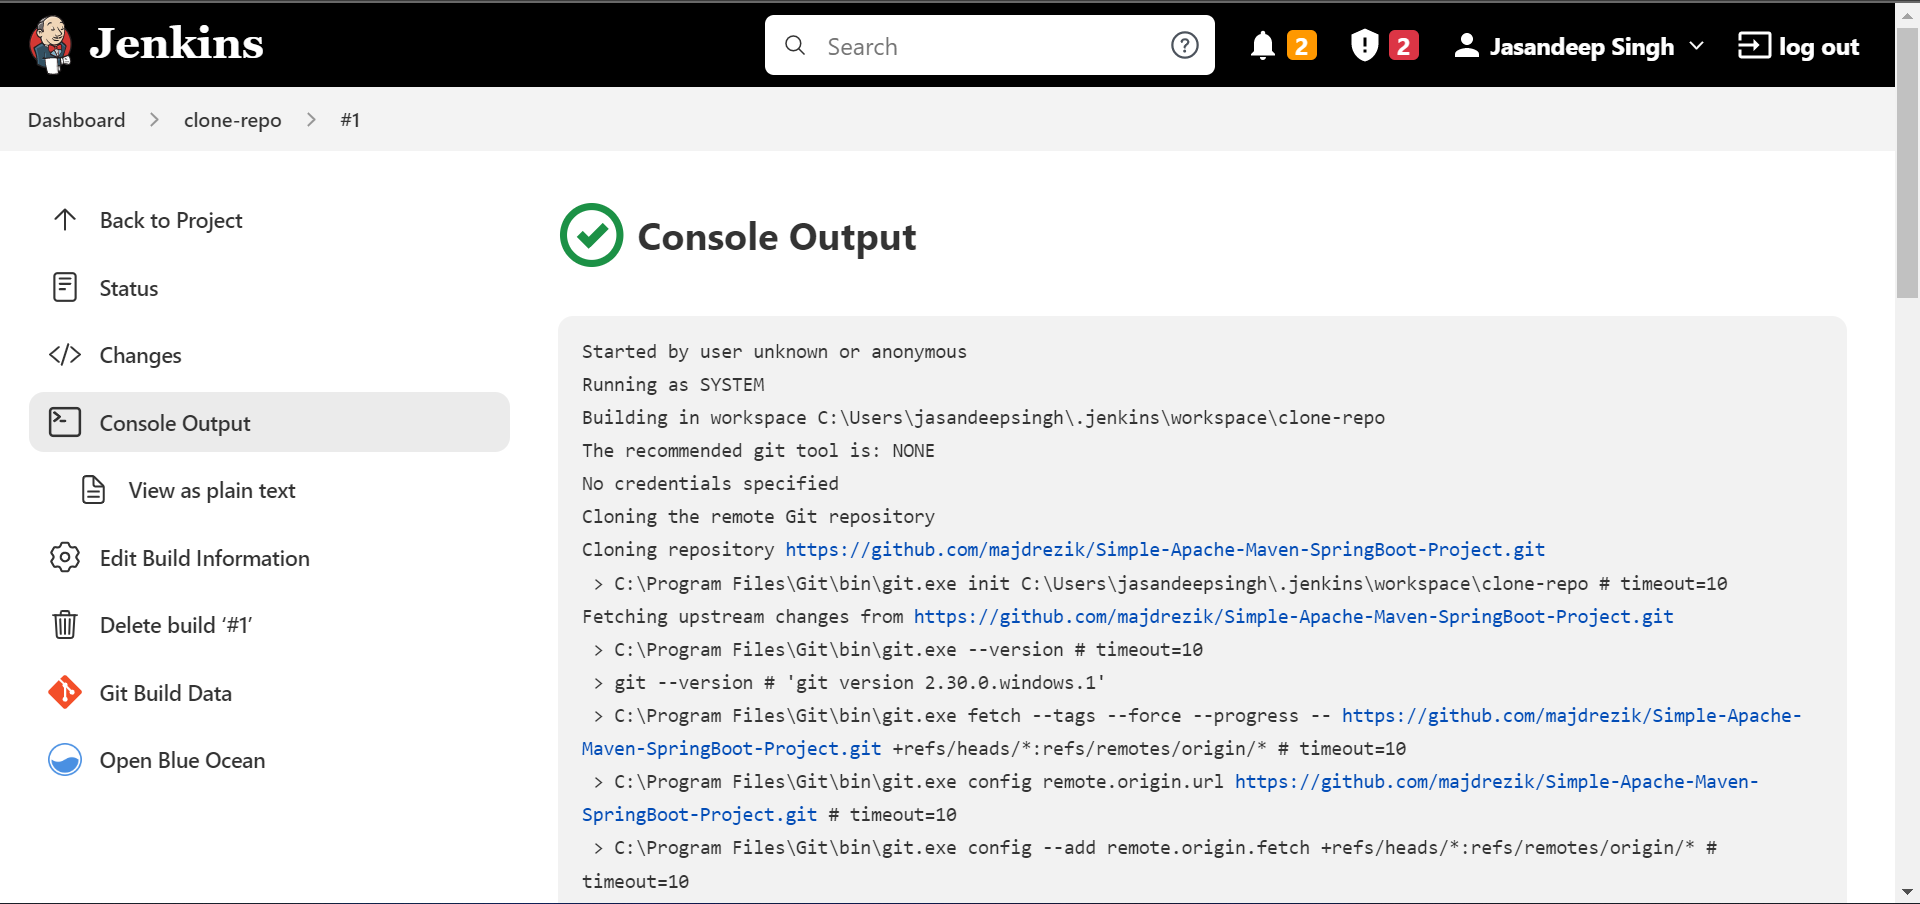 Jenkins
Search
2
2
Jasandeep Singh
log out
Dashboard
clone-repo
#1
Back to Project
Status
Changes
Console Output
View as plain text
Edit Build Information
Delete build ‘#1’
Git Build Data
Open Blue Ocean
Console Output
Started by user unknown or anonymous
Running as SYSTEM
Building in workspace C:\Users\jasandeepsingh\.jenkins\workspace\clone-repo
The recommended git tool is: NONE
No credentials specified
Cloning the remote Git repository
Cloning repository https://github.com/majdrezik/Simple-Apache-Maven-SpringBoot-Project.git
> C:\Program Files\Git\bin\git.exe init C:\Users\jasandeepsingh\.jenkins\workspace\clone-repo # timeout=10
Fetching upstream changes from https://github.com/majdrezik/Simple-Apache-Maven-SpringBoot-Project.git
> C:\Program Files\Git\bin\git.exe --version # timeout=10
> git --version # 'git version 2.30.0.windows.1'
> C:\Program Files\Git\bin\git.exe fetch --tags --force --progress -- https://github.com/majdrezik/Simple-Apache-
Maven-SpringBoot-Project.git +refs/heads/*:refs/remotes/origin/* # timeout=10
> C:\Program Files\Git\bin\git.exe config remote.origin.url https://github.com/majdrezik/Simple-Apache-Maven-
SpringBoot-Project.git # timeout=10
> C:\Program Files\Git\bin\git.exe config --add remote.origin.fetch +refs/heads/*:refs/remotes/origin/* #
timeout=10